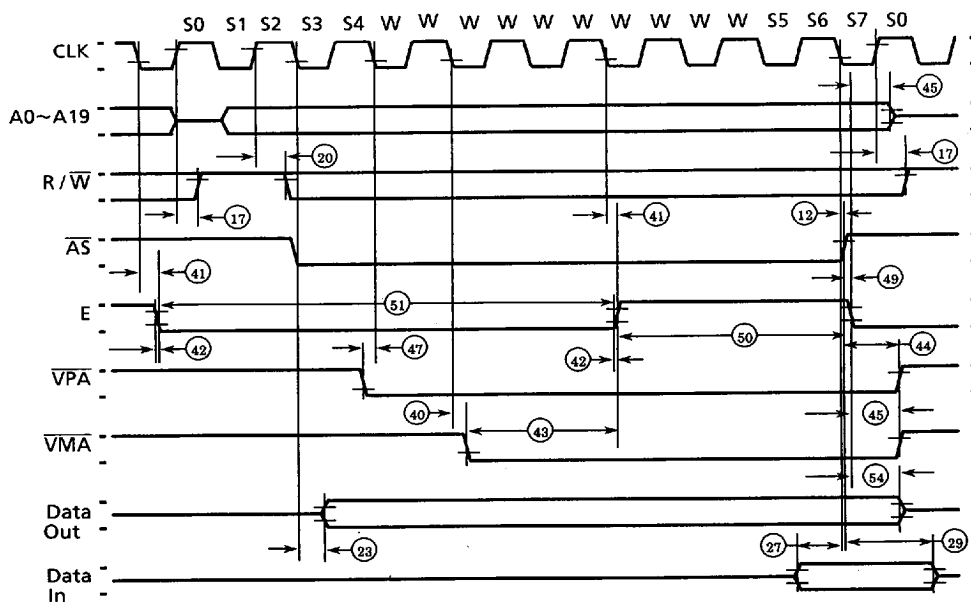 S0 S1 S2 S3 S4 W W W W W W W W W S5 S6 S7 S0
CLK
45
A0~A19
20
17
R / W̅
17
41
12
A̅S̅
41
49
E
51
50
42
47
42
44
V̅P̅A̅
40
43
45
V̅M̅A̅
54
Data
Out
23
27
29
Data
In